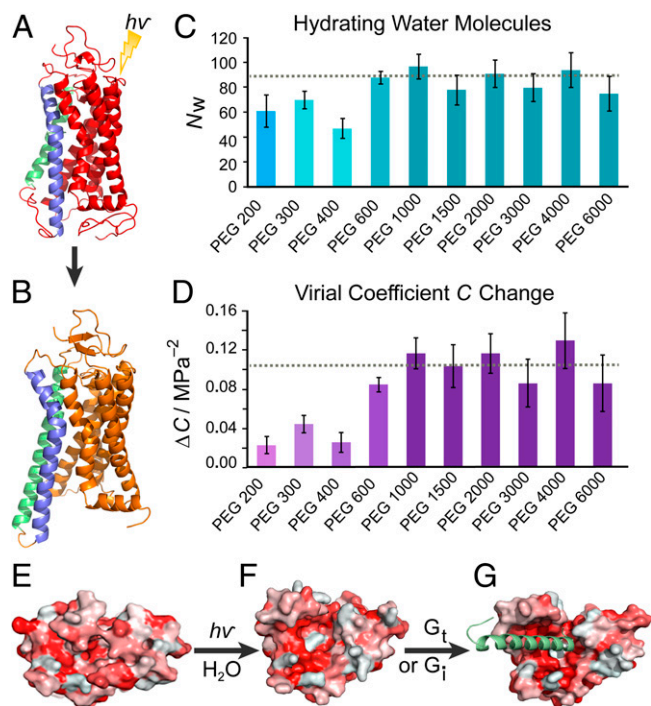 A
hν
B
C
Hydrating Water Molecules
Nw
120
100
80
60
40
20
0
PEG 200
PEG 300
PEG 400
PEG 600
PEG 1000
PEG 1500
PEG 2000
PEG 3000
PEG 4000
PEG 6000
D
Virial Coefficient C Change
ΔC / MPa⁻²
0.16
0.12
0.08
0.04
0.00
PEG 200
PEG 300
PEG 400
PEG 600
PEG 1000
PEG 1500
PEG 2000
PEG 3000
PEG 4000
PEG 6000
E
hν
H₂O
F
Gt
or Gi
G